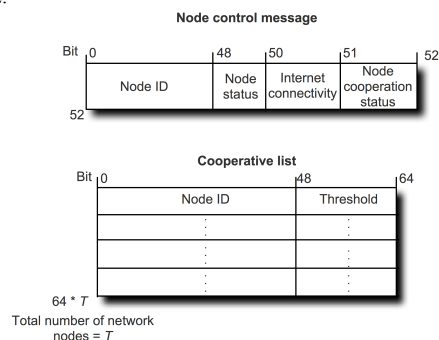 Node control message
Bit 0 48 50 51 52
Node ID
Node status
Internet connectivity
Node cooperation status
52
Cooperative list
Bit 0 48 64
Node ID Threshold
64 * T
Total number of network
nodes = T